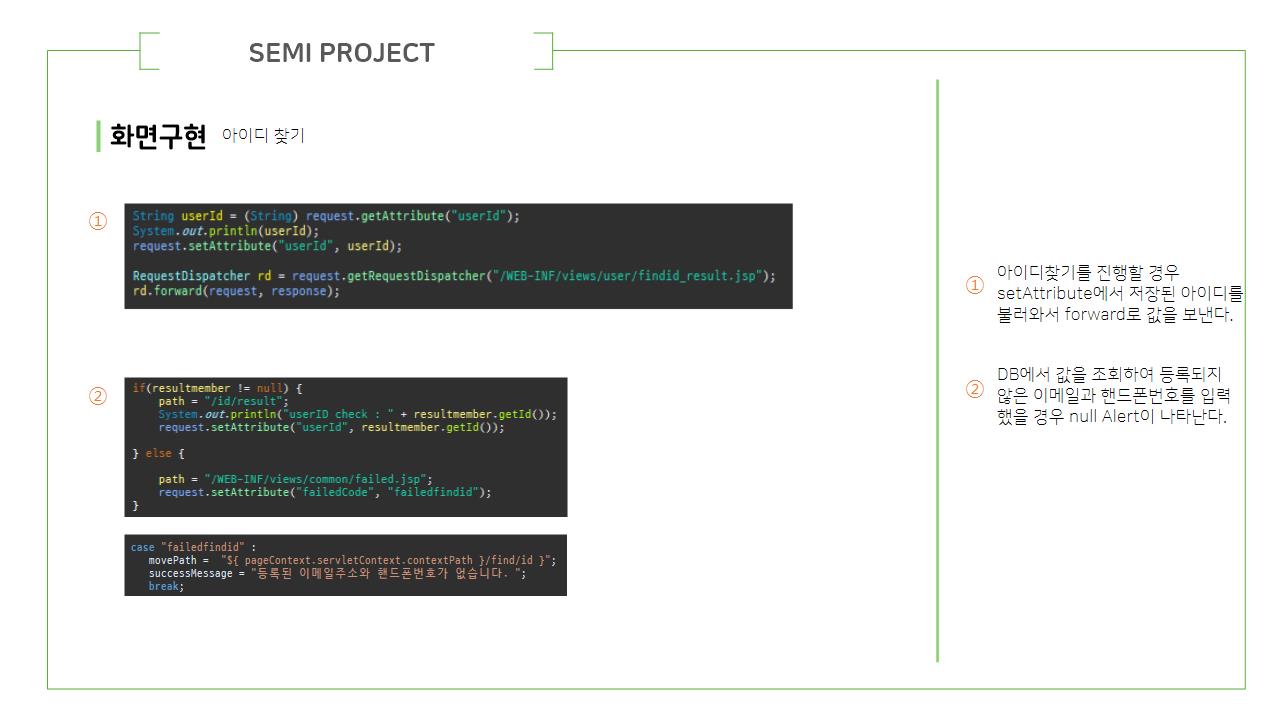 SEMI PROJECT
화면구현 아이디 찾기
①
String userId = (String) request.getAttribute("userId");
System.out.println(userId);
request.setAttribute("userId", userId);
RequestDispatcher rd = request.getRequestDispatcher("/WEB-INF/views/user/findid_result.jsp");
rd.forward(request, response);
②
if(resultmember != null) {
path = "/id/result";
System.out.println("userID check : " + resultmember.getId());
request.setAttribute("userId", resultmember.getId());
} else {
path = "/WEB-INF/views/common/failed.jsp";
request.setAttribute("failedCode", "failedfindid");
}
case "failedfindid" :
movePath = "${ pageContext.servletContext.contextPath }/find/id }";
successMessage = "등록된 이메일주소와 핸드폰번호가 없습니다. ";
break;
①
아이디찾기를 진행할 경우
setAttribute에서 저장된 아이디를
불러와서 forward로 값을 보낸다.
②
DB에서 값을 조회하여 등록되지
않은 이메일과 핸드폰번호를 입력
했을 경우 null Alert이 나타난다.